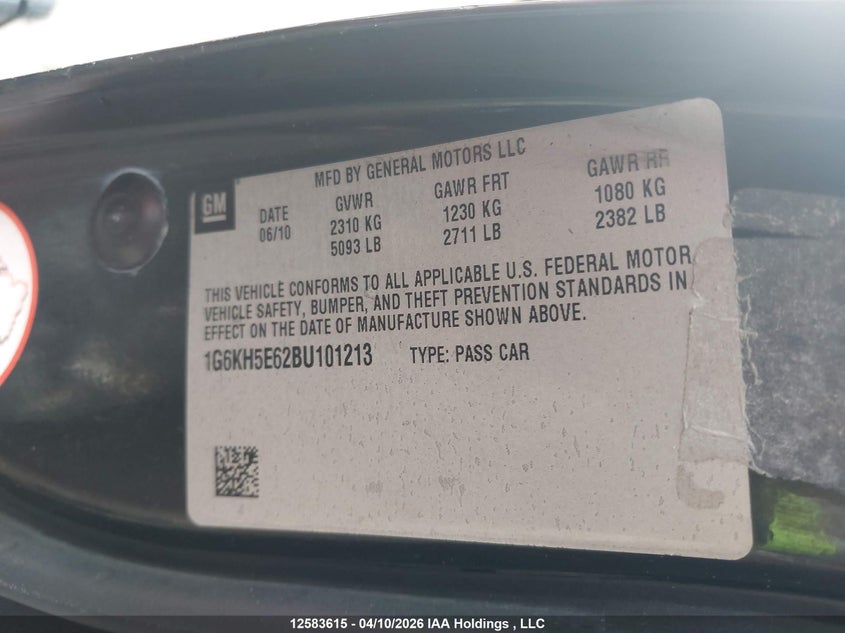 MFD BY GENERAL MOTORS LLC
GM
DATE GVWR GAWR FRT GAWR RR
06/10 2310 KG 1230 KG 1080 KG
5093 LB 2711 LB 2382 LB
THIS VEHICLE CONFORMS TO ALL APPLICABLE U.S. FEDERAL MOTOR
VEHICLE SAFETY, BUMPER, AND THEFT PREVENTION STANDARDS IN
EFFECT ON THE DATE OF MANUFACTURE SHOWN ABOVE.
1G6KH5E62BU101213 TYPE: PASS CAR
12583615 - 04/10/2026 IAA Holdings , LLC